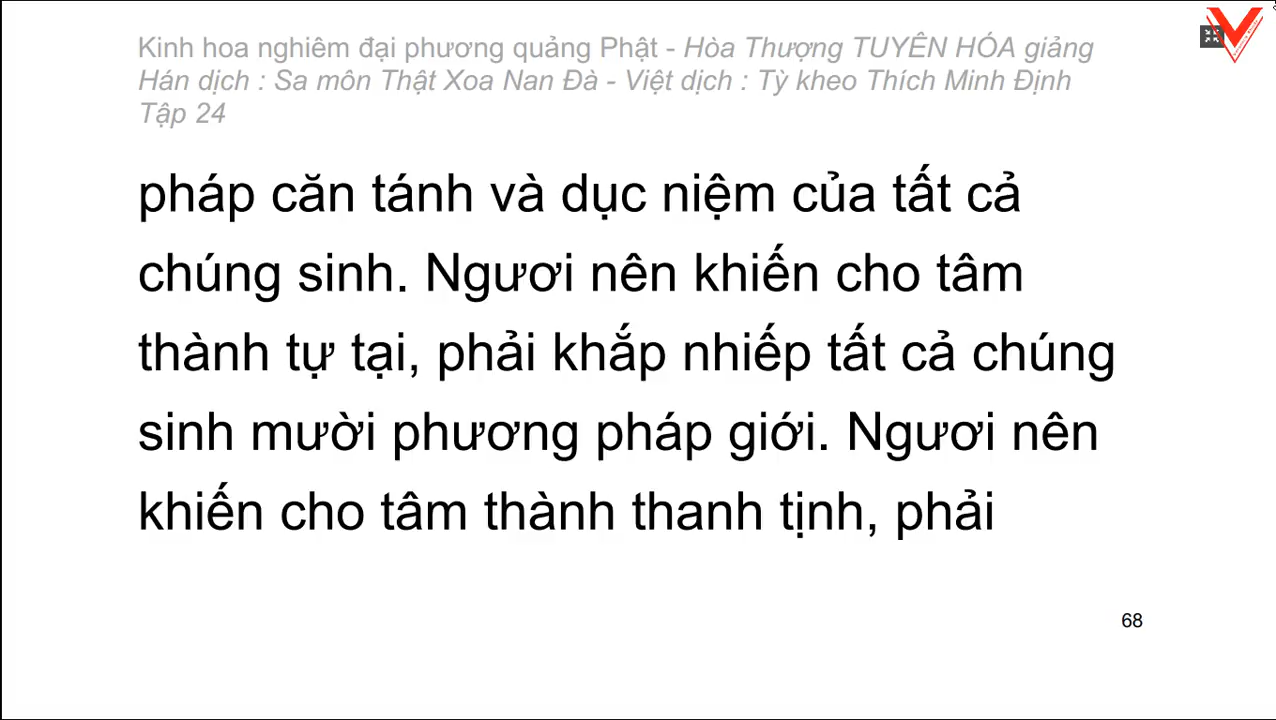 Kinh hoa nghiêm đại phương quảng Phật - Hòa Thượng TUYÊN HÓA giảng
Hán dịch : Sa môn Thật Xoa Nan Đà - Việt dịch : Tỳ kheo Thích Minh Định
Tập 24
pháp căn tánh và dục niệm của tất cả
chúng sinh. Ngươi nên khiến cho tâm
thành tự tại, phải khắp nhiếp tất cả chúng
sinh mười phương pháp giới. Ngươi nên
khiến cho tâm thành thanh tịnh, phải
68